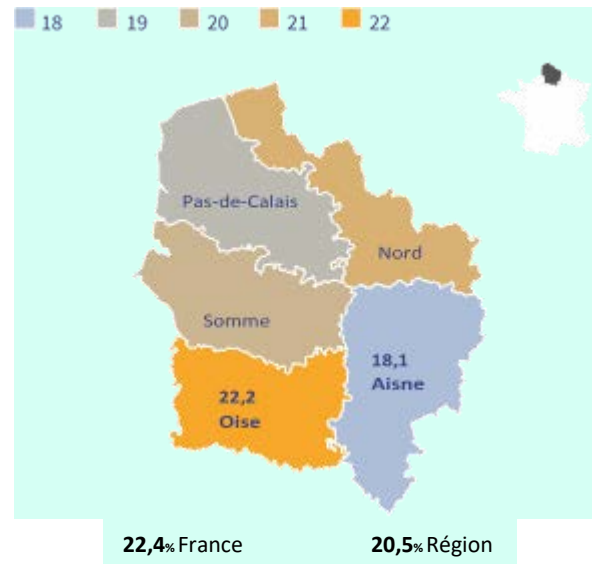 18 19 20 21 22
Pas-de-Calais
Nord
Somme
18,1
Aisne
22,2
Oise
22,4% France 20,5% Région